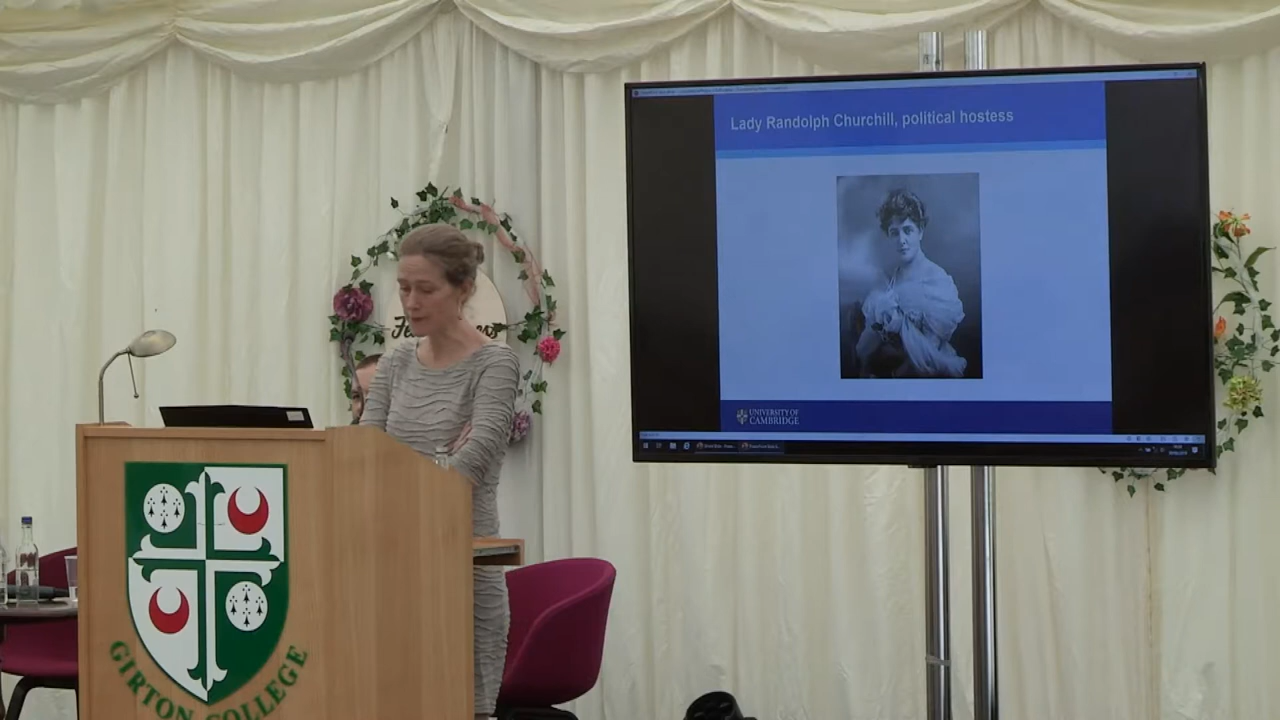 Lady Randolph Churchill, political hostess
UNIVERSITY OF
CAMBRIDGE
GIRTON COLLEGE